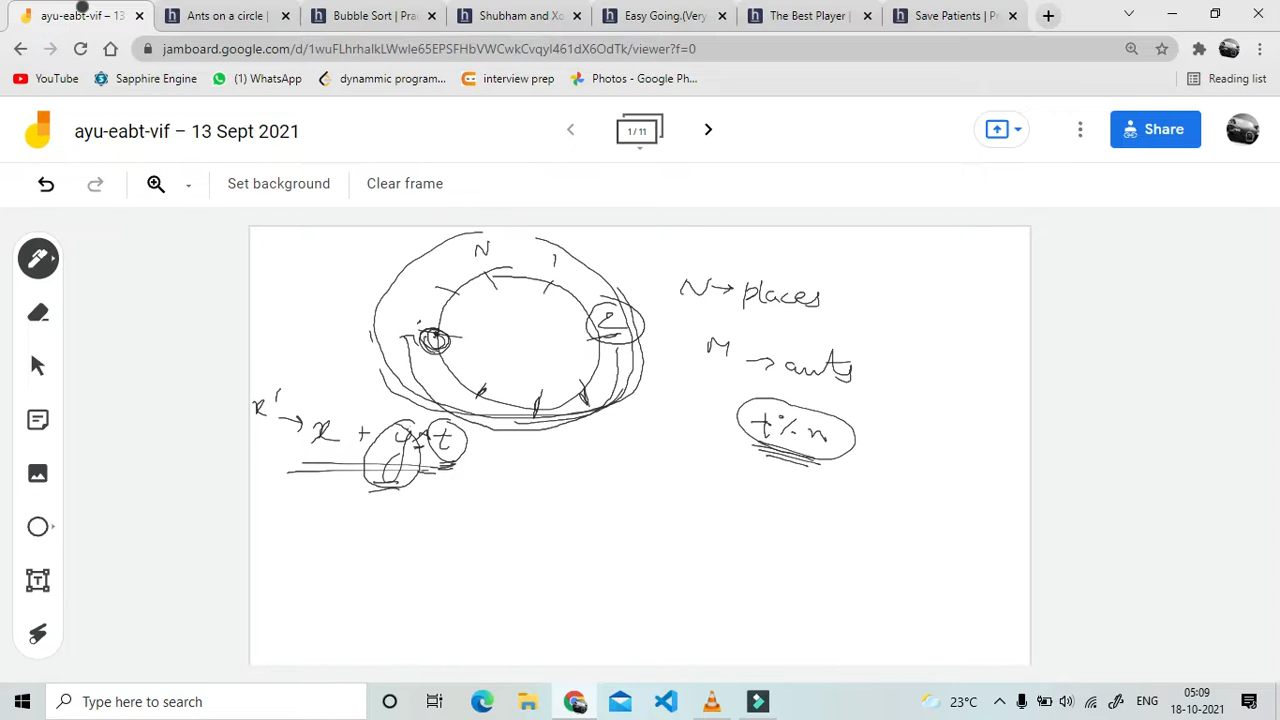 ayu-eabt-vif – 13
Ants on a circle |
Bubble Sort | Pra
Shubham and Xo
Easy Going.(Very
The Best Player |
Save Patients | P
jamboard.google.com/d/1wuFLhrhalkLWwle65EPSFHbVWCwkCvqyl461dX6OdTk/viewer?f=0
YouTube
Sapphire Engine
(1) WhatsApp
dynammic program...
interview prep
Photos - Google Ph...
Reading list
ayu-eabt-vif – 13 Sept 2021
1 / 11
Share
Set background
Clear frame
N
1
N → places
2
M → ants
x' → x + y * t
t % n
Type here to search
23°C
ENG
05:09
18-10-2021